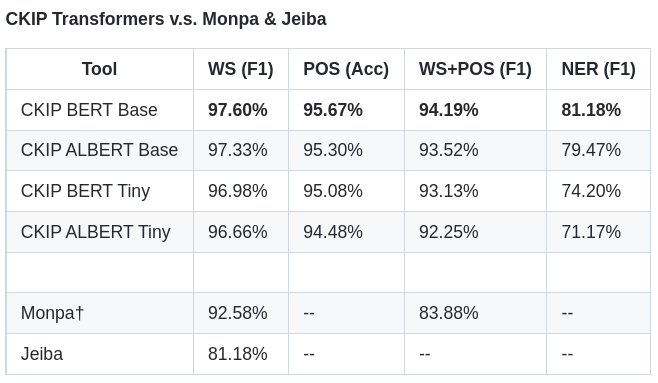 CKIP Transformers v.s. Monpa & Jeiba
Tool WS (F1) POS (Acc) WS+POS (F1) NER (F1)
CKIP BERT Base 97.60% 95.67% 94.19% 81.18%
CKIP ALBERT Base 97.33% 95.30% 93.52% 79.47%
CKIP BERT Tiny 96.98% 95.08% 93.13% 74.20%
CKIP ALBERT Tiny 96.66% 94.48% 92.25% 71.17%
Monpa† 92.58% -- 83.88% --
Jeiba 81.18% -- -- --